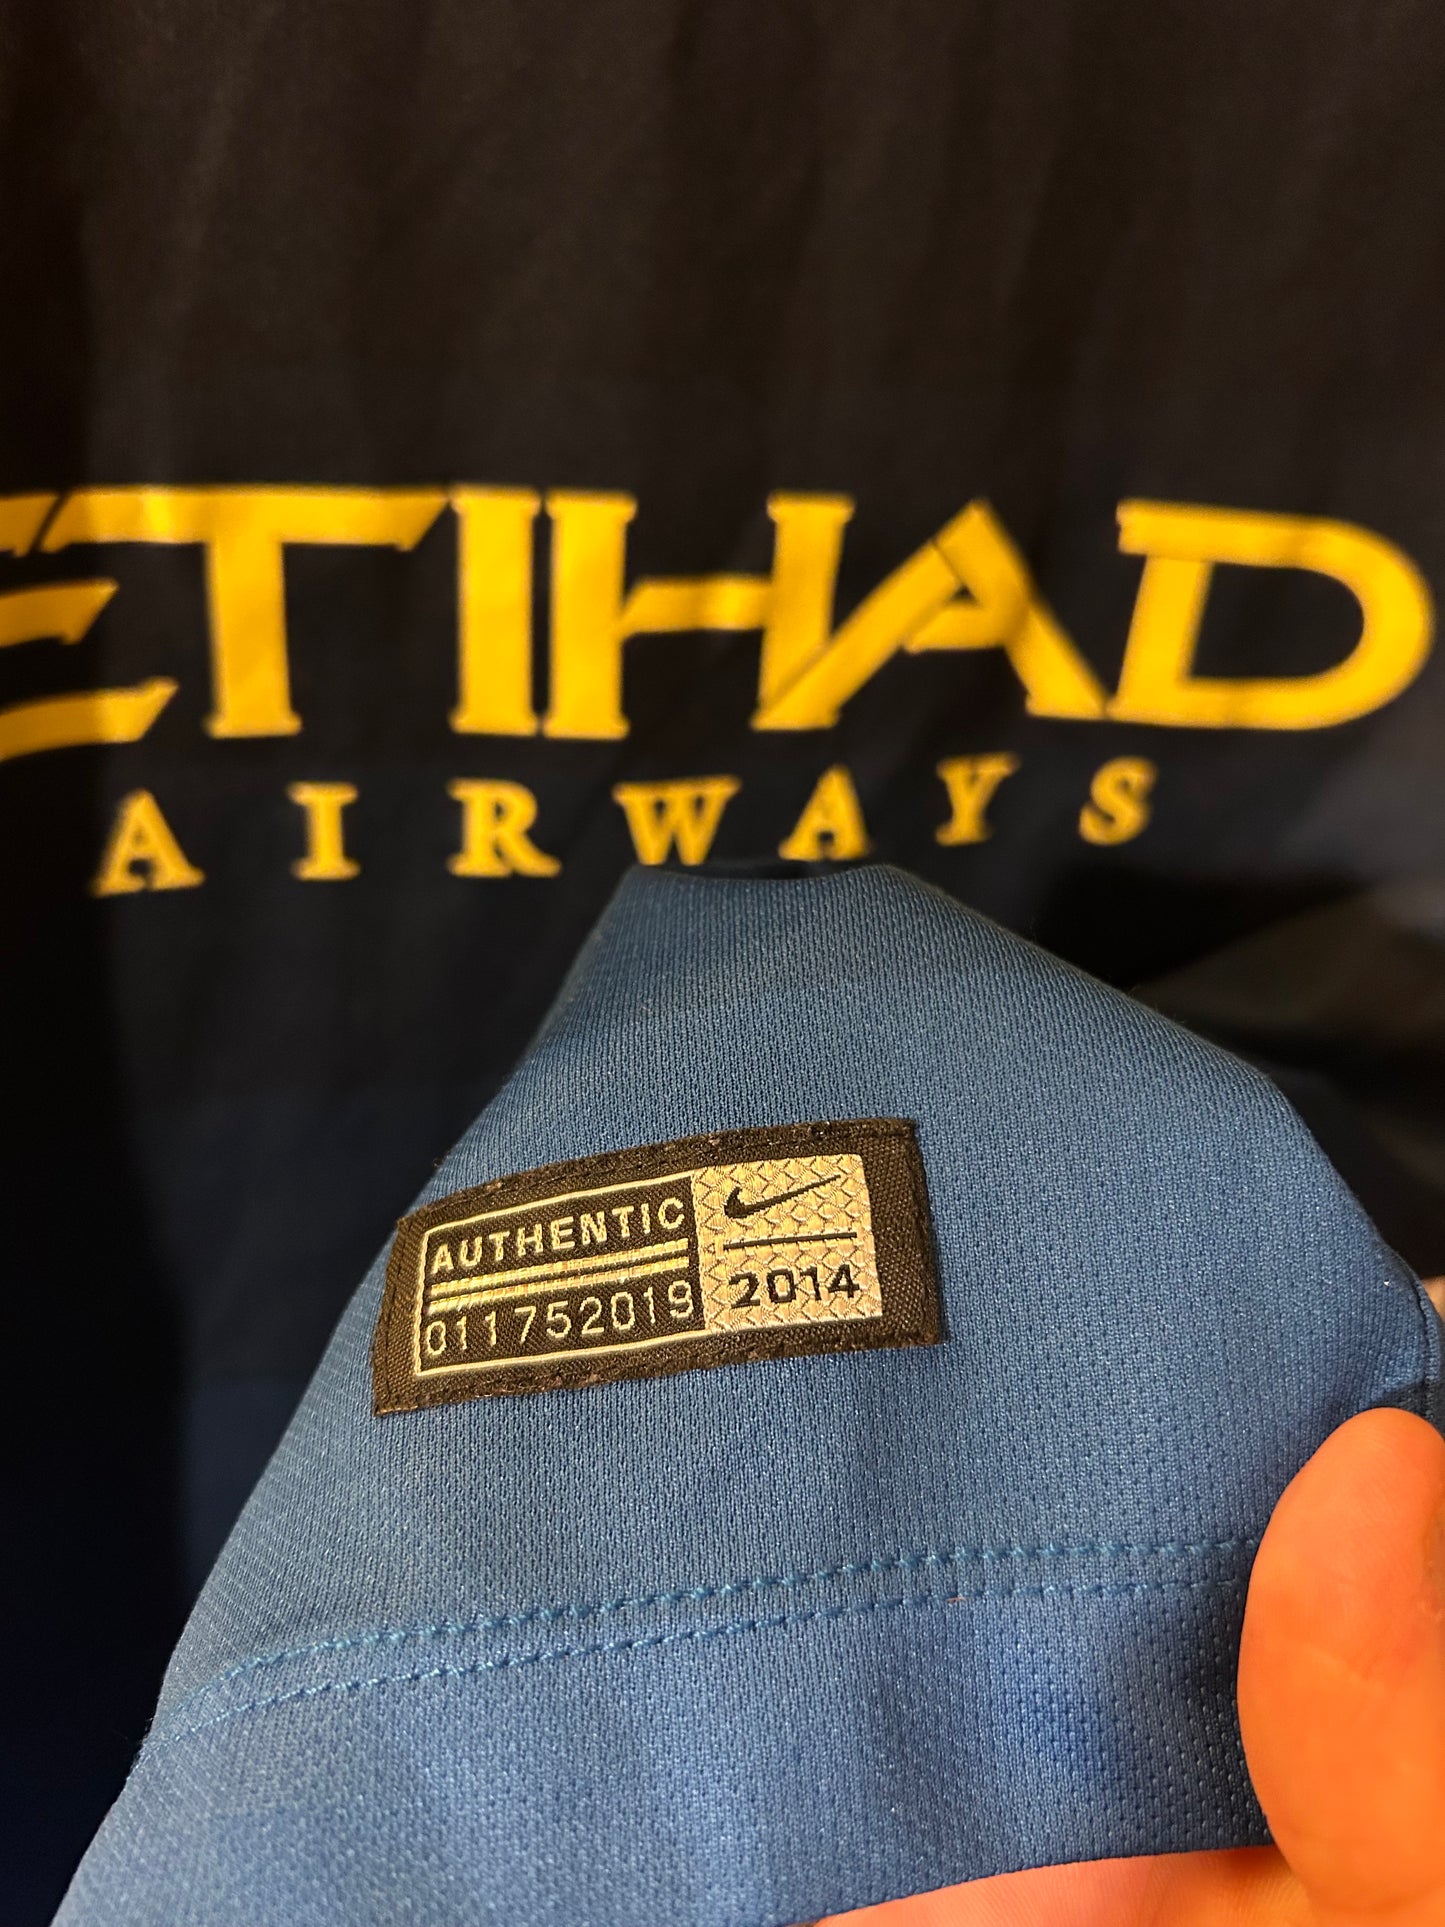 ETIHAD
AIRWAYS
AUTHENTIC
011752019
2014